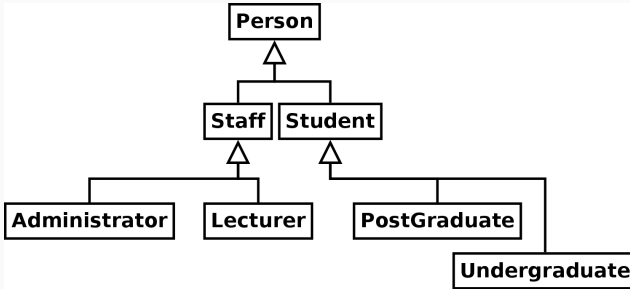 Person
Staff
Student
Administrator
Lecturer
PostGraduate
Undergraduate